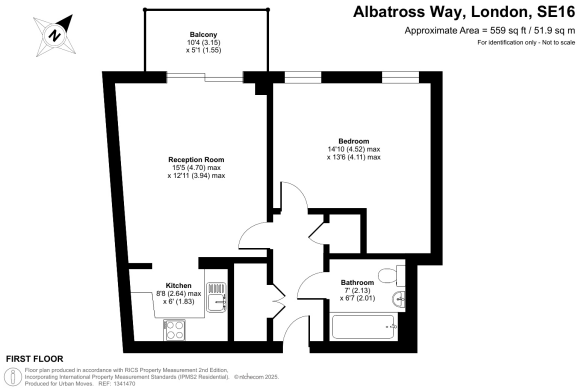 Albatross Way, London, SE16
Approximate Area = 559 sq ft / 51.9 sq m
For identification only - Not to scale
N
Balcony
10'4 (3.15)
x 5'1 (1.55)
Bedroom
14'10 (4.52) max
x 13'6 (4.11) max
Reception Room
15'5 (4.70) max
x 12'11 (3.94) max
Kitchen
8'8 (2.64) max
x 6' (1.83)
Bathroom
7' (2.13)
x 6'7 (2.01)
FIRST FLOOR
Floor plan produced in accordance with RICS Property Measurement 2nd Edition,
Incorporating International Property Measurement Standards (IPMS2 Residential). ©nichecom 2025.
Produced for Urban Moves. REF: 1341470